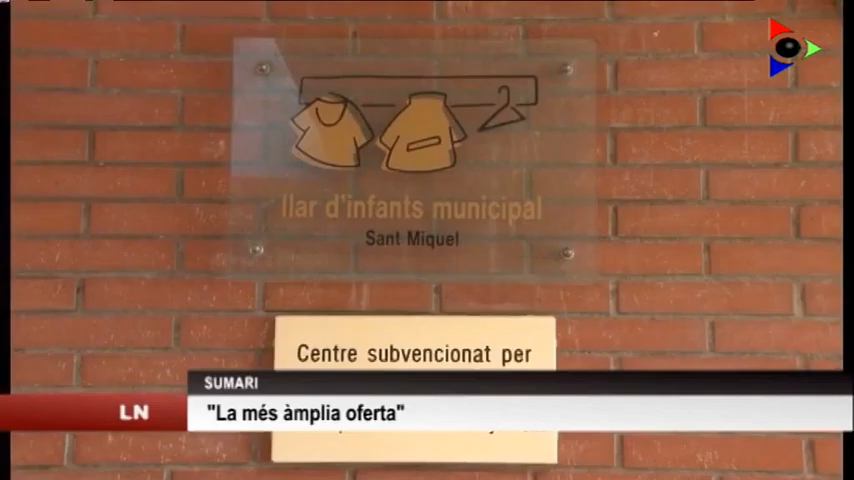 llar d'infants municipal
Sant Miquel
Centre subvencionat per
SUMARI
LN
"La més àmplia oferta"